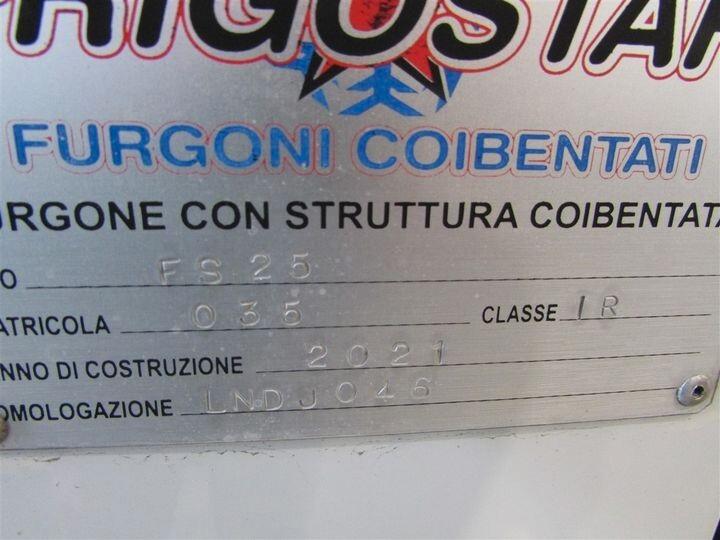 RIGOSTAR
FURGONI COIBENTATI
URGONE CON STRUTTURA COIBENTATA
O FS 25
ATRICOLA 035 CLASSE IR
NNO DI COSTRUZIONE 2021
OMOLOGAZIONE LNDJ046